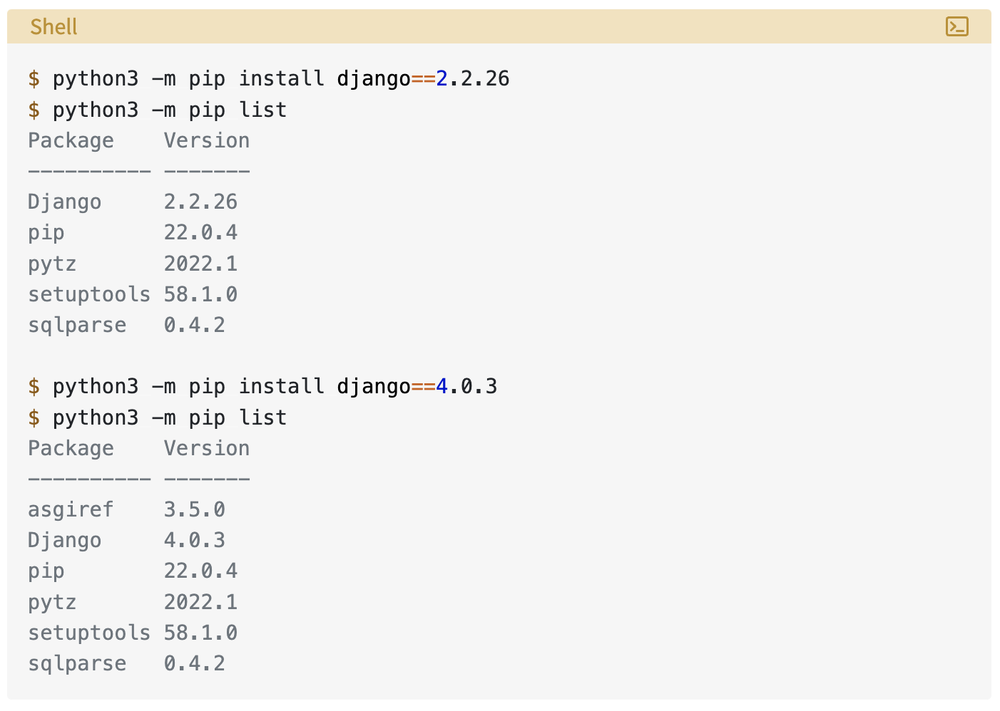 Shell
$ python3 -m pip install django==2.2.26
$ python3 -m pip list
Package    Version
---------- -------
Django     2.2.26
pip        22.0.4
pytz       2022.1
setuptools 58.1.0
sqlparse   0.4.2
$ python3 -m pip install django==4.0.3
$ python3 -m pip list
Package    Version
---------- -------
asgiref    3.5.0
Django     4.0.3
pip        22.0.4
pytz       2022.1
setuptools 58.1.0
sqlparse   0.4.2